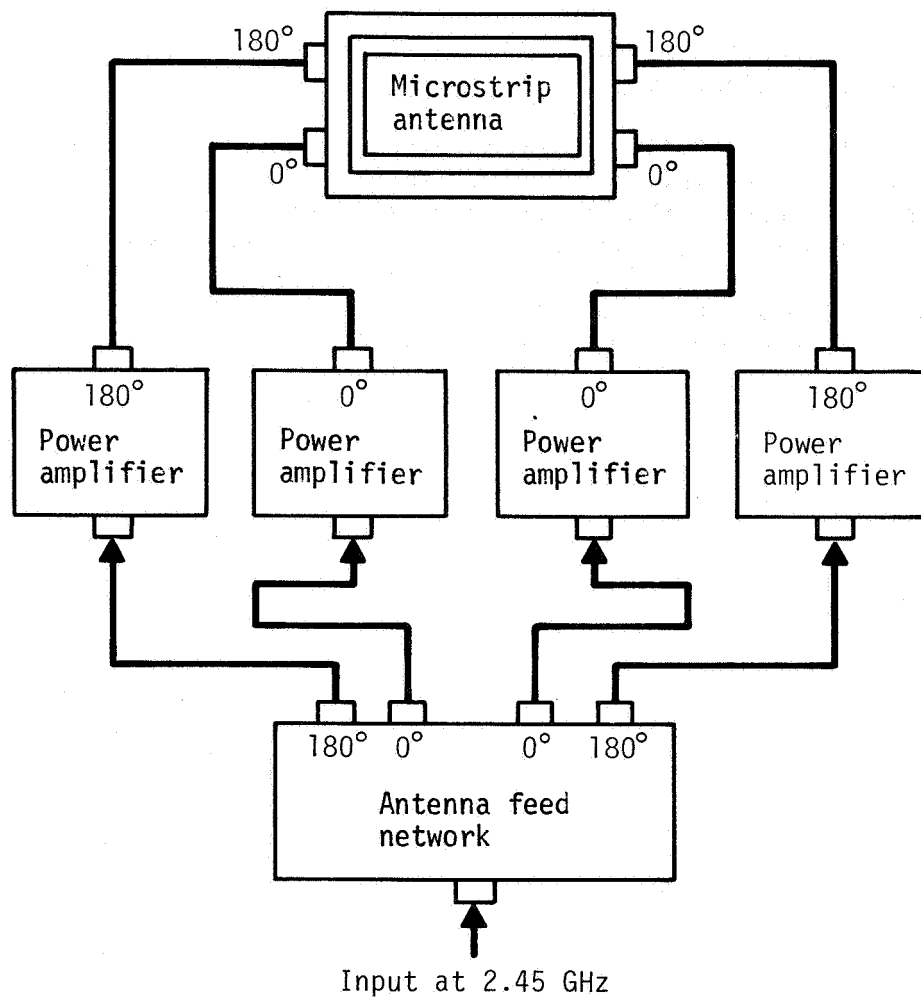 180°
180°
Microstrip
antenna
0°
0°
180°
Power
amplifier
0°
Power
amplifier
0°
Power
amplifier
180°
Power
amplifier
180°
0°
0°
180°
Antenna feed
network
Input at 2.45 GHz